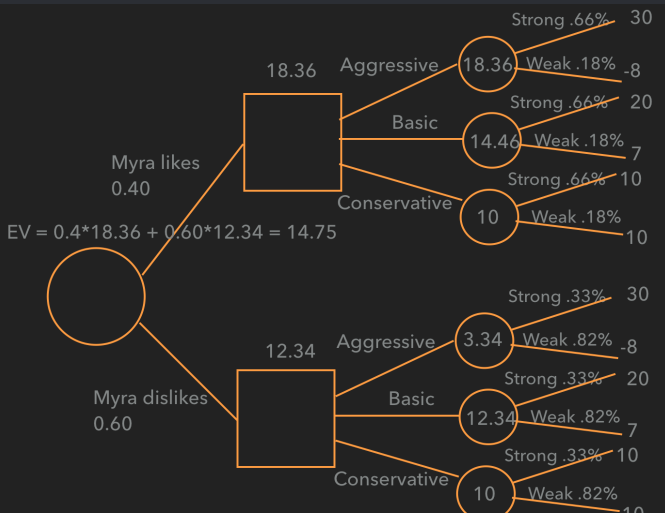 Strong .66% 30
18.36
Aggressive
18.36
Weak .18% -8
Strong .66% 20
Basic
14.46
Weak .18% 7
Myra likes
0.40
Strong .66% 10
Conservative
10
Weak .18% 10
EV = 0.4*18.36 + 0.60*12.34 = 14.75
Strong .33% 30
12.34
Aggressive
3.34
Weak .82% -8
Strong .33% 20
Basic
12.34
Weak .82% 7
Myra dislikes
0.60
Strong .33% 10
Conservative
10
Weak .82% 10